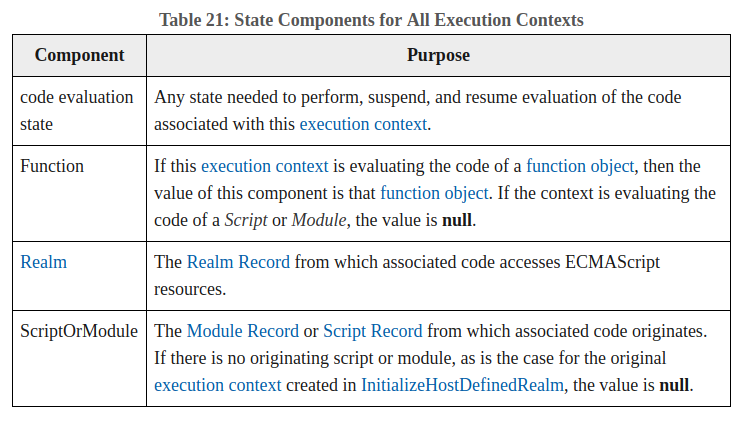 Table 21: State Components for All Execution Contexts
Component Purpose
code evaluation state
Any state needed to perform, suspend, and resume evaluation of the code
associated with this execution context.
Function
If this execution context is evaluating the code of a function object, then the
value of this component is that function object. If the context is evaluating the
code of a Script or Module, the value is null.
Realm
The Realm Record from which associated code accesses ECMAScript
resources.
ScriptOrModule
The Module Record or Script Record from which associated code originates.
If there is no originating script or module, as is the case for the original
execution context created in InitializeHostDefinedRealm, the value is null.